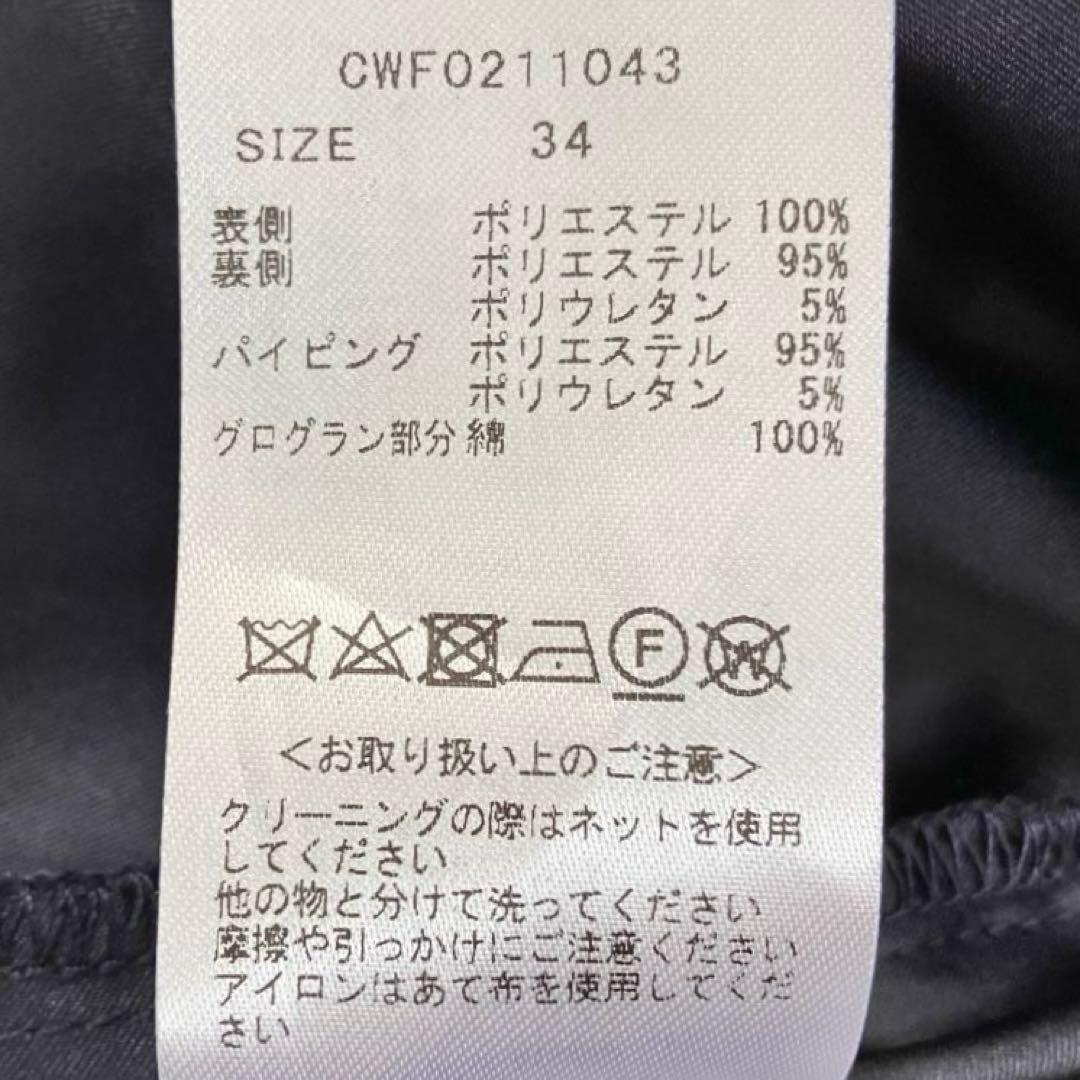 CWF0211043
SIZE 34
表側 ポリエステル 100%
裏側 ポリエステル 95%
ポリウレタン 5%
パイピング ポリエステル 95%
ポリウレタン 5%
グログラン部分 綿 100%
F W
<お取り扱い上のご注意>
クリーニングの際はネットを使用
してください
他の物と分けて洗ってください
摩擦や引っかけにご注意ください
アイロンはあて布を使用してくだ
さい